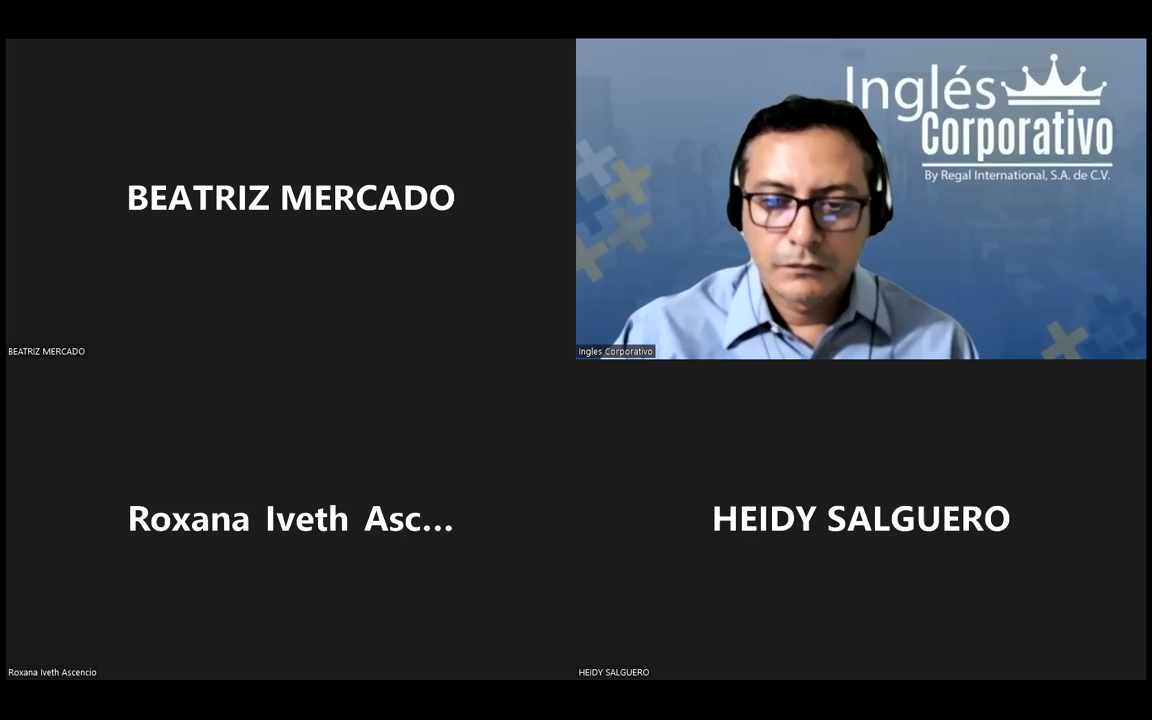 BEATRIZ MERCADO
BEATRIZ MERCADO
Inglés
Corporativo
By Regal International, S.A. de C.V.
Ingles Corporativo
Roxana Iveth Asc...
Roxana Iveth Ascencio
HEIDY SALGUERO
HEIDY SALGUERO